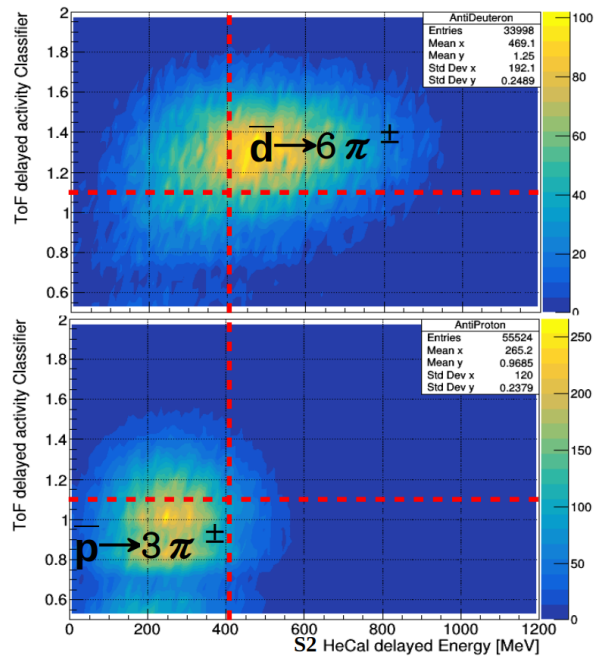 AntiDeuteron
Entries 33998
Mean x 469.1
Mean y 1.25
Std Dev x 192.1
Std Dev y 0.2489
ToF delayed activity Classifier
2
1.8
1.6
1.4
1.2
1
0.8
0.6
d→6 π ±
100
80
60
40
20
0
AntiProton
Entries 55524
Mean x 265.2
Mean y 0.9685
Std Dev x 120
Std Dev y 0.2379
ToF delayed activity Classifier
2
1.8
1.6
1.4
1.2
1
0.8
0.6
p→3 π ±
250
200
150
100
50
0
0 200 400 600 800 1000 1200
S2 HeCal delayed Energy [MeV]